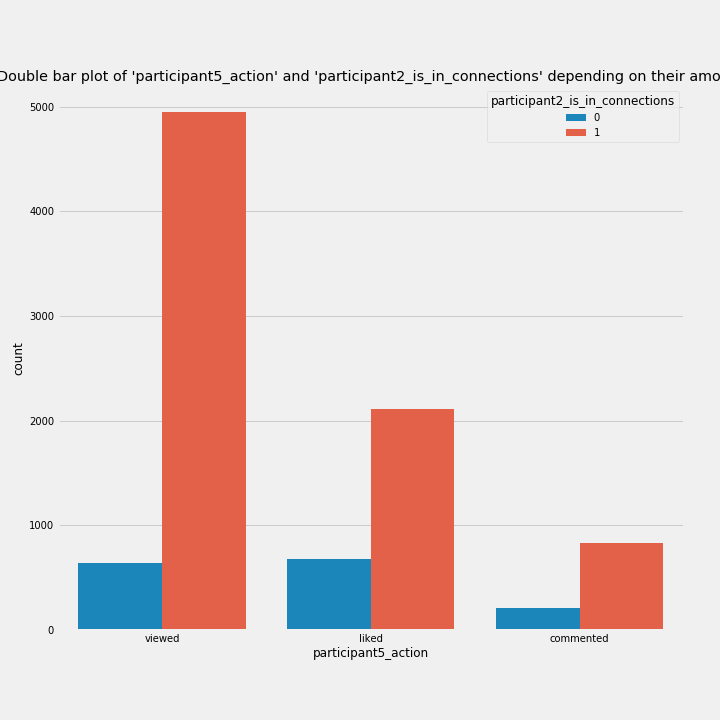 Double bar plot of 'participant5_action' and 'participant2_is_in_connections' depending on their amo
participant2_is_in_connections
0
1
5000
4000
3000
2000
1000
0
count
viewed
liked
commented
participant5_action